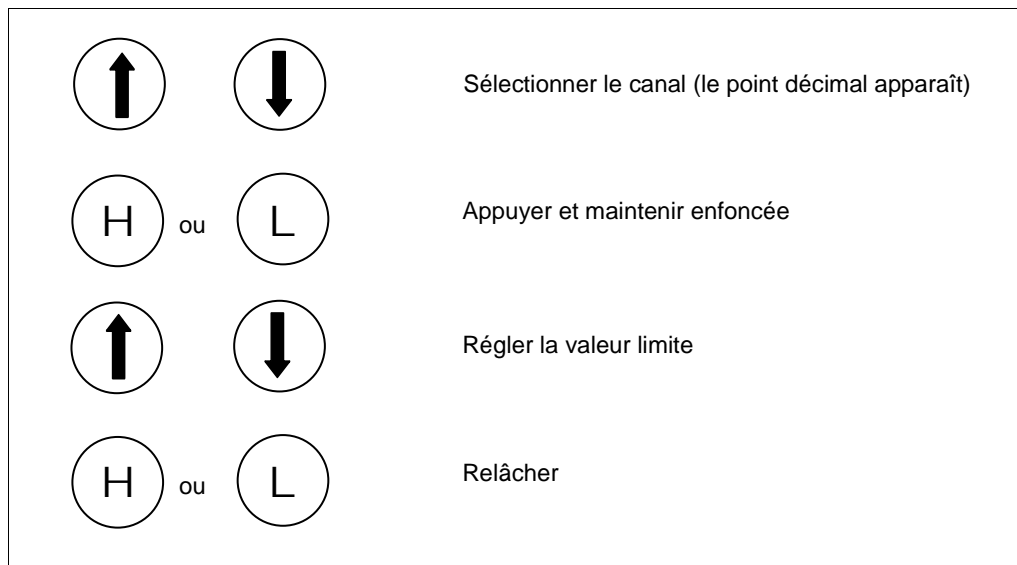 Sélectionner le canal (le point décimal apparaît)
H ou L Appuyer et maintenir enfoncée
Régler la valeur limite
H ou L Relâcher